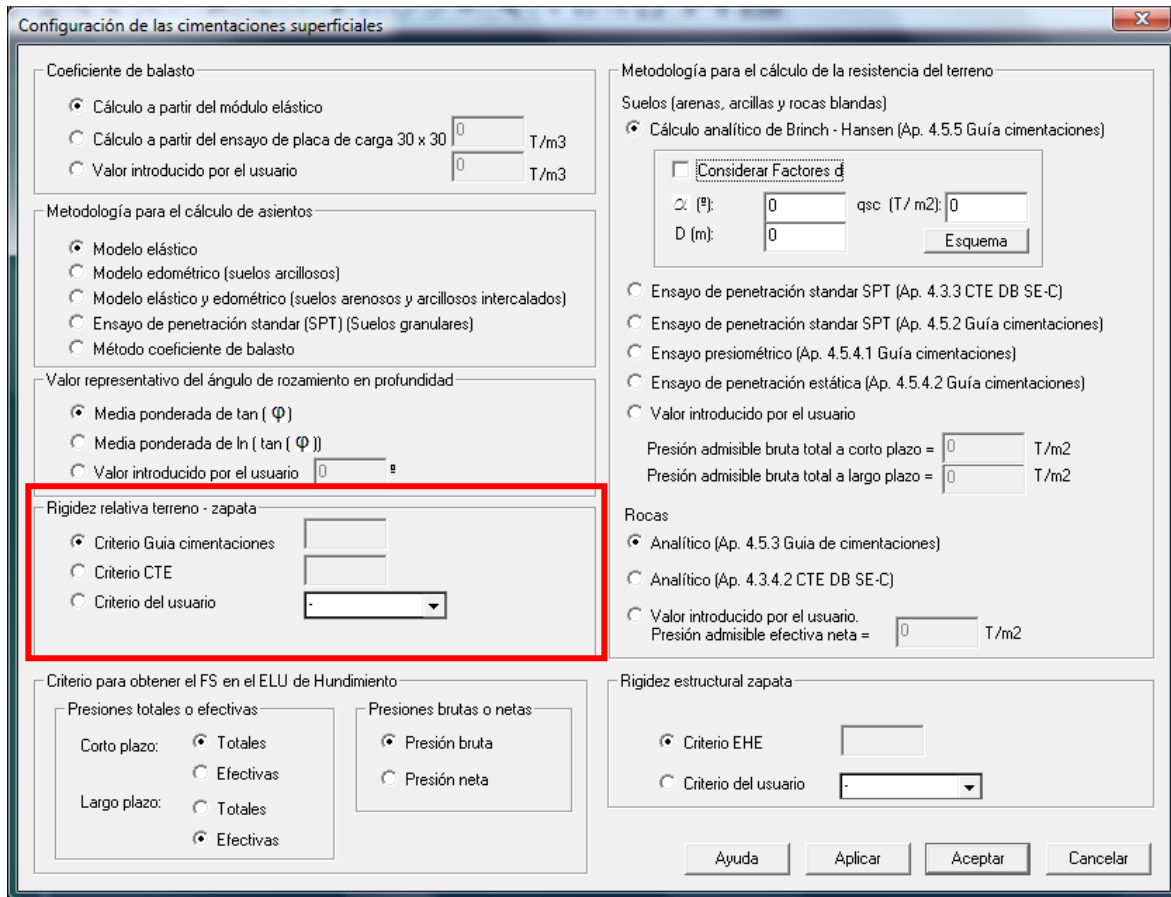 Configuración de las cimentaciones superficiales
Coeficiente de balasto
Cálculo a partir del módulo elástico
Cálculo a partir del ensayo de placa de carga 30 x 30 0 T/m3
Valor introducido por el usuario 0 T/m3
Metodología para el cálculo de asientos
Modelo elástico
Modelo edométrico (suelos arcillosos)
Modelo elástico y edométrico (suelos arenosos y arcillosos intercalados)
Ensayo de penetración standar (SPT) (Suelos granulares)
Método coeficiente de balasto
Valor representativo del ángulo de rozamiento en profundidad
Media ponderada de tan ( φ )
Media ponderada de ln ( tan ( φ ))
Valor introducido por el usuario 0 º
Rigidez relativa terreno - zapata
Criterio Guia cimentaciones
Criterio CTE
Criterio del usuario -
Criterio para obtener el FS en el ELU de Hundimiento
Presiones totales o efectivas
Corto plazo: Totales
Efectivas
Largo plazo: Totales
Efectivas
Presiones brutas o netas
Presión bruta
Presión neta
Metodología para el cálculo de la resistencia del terreno
Suelos (arenas, arcillas y rocas blandas)
Cálculo analítico de Brinch - Hansen (Ap. 4.5.5 Guía cimentaciones)
Considerar Factores d
α (º): 0 qsc (T/ m2): 0
D (m): 0 Esquema
Ensayo de penetración standar SPT (Ap. 4.3.3 CTE DB SE-C)
Ensayo de penetración standar SPT (Ap. 4.5.2 Guía cimentaciones)
Ensayo presiométrico (Ap. 4.5.4.1 Guía cimentaciones)
Ensayo de penetración estática (Ap. 4.5.4.2 Guía cimentaciones)
Valor introducido por el usuario
Presión admisible bruta total a corto plazo = 0 T/m2
Presión admisible bruta total a largo plazo = 0 T/m2
Rocas
Analítico (Ap. 4.5.3 Guia de cimentaciones)
Analítico (Ap. 4.3.4.2 CTE DB SE-C)
Valor introducido por el usuario.
Presión admisible efectiva neta = 0 T/m2
Rigidez estructural zapata
Criterio EHE
Criterio del usuario -
Ayuda Aplicar Aceptar Cancelar